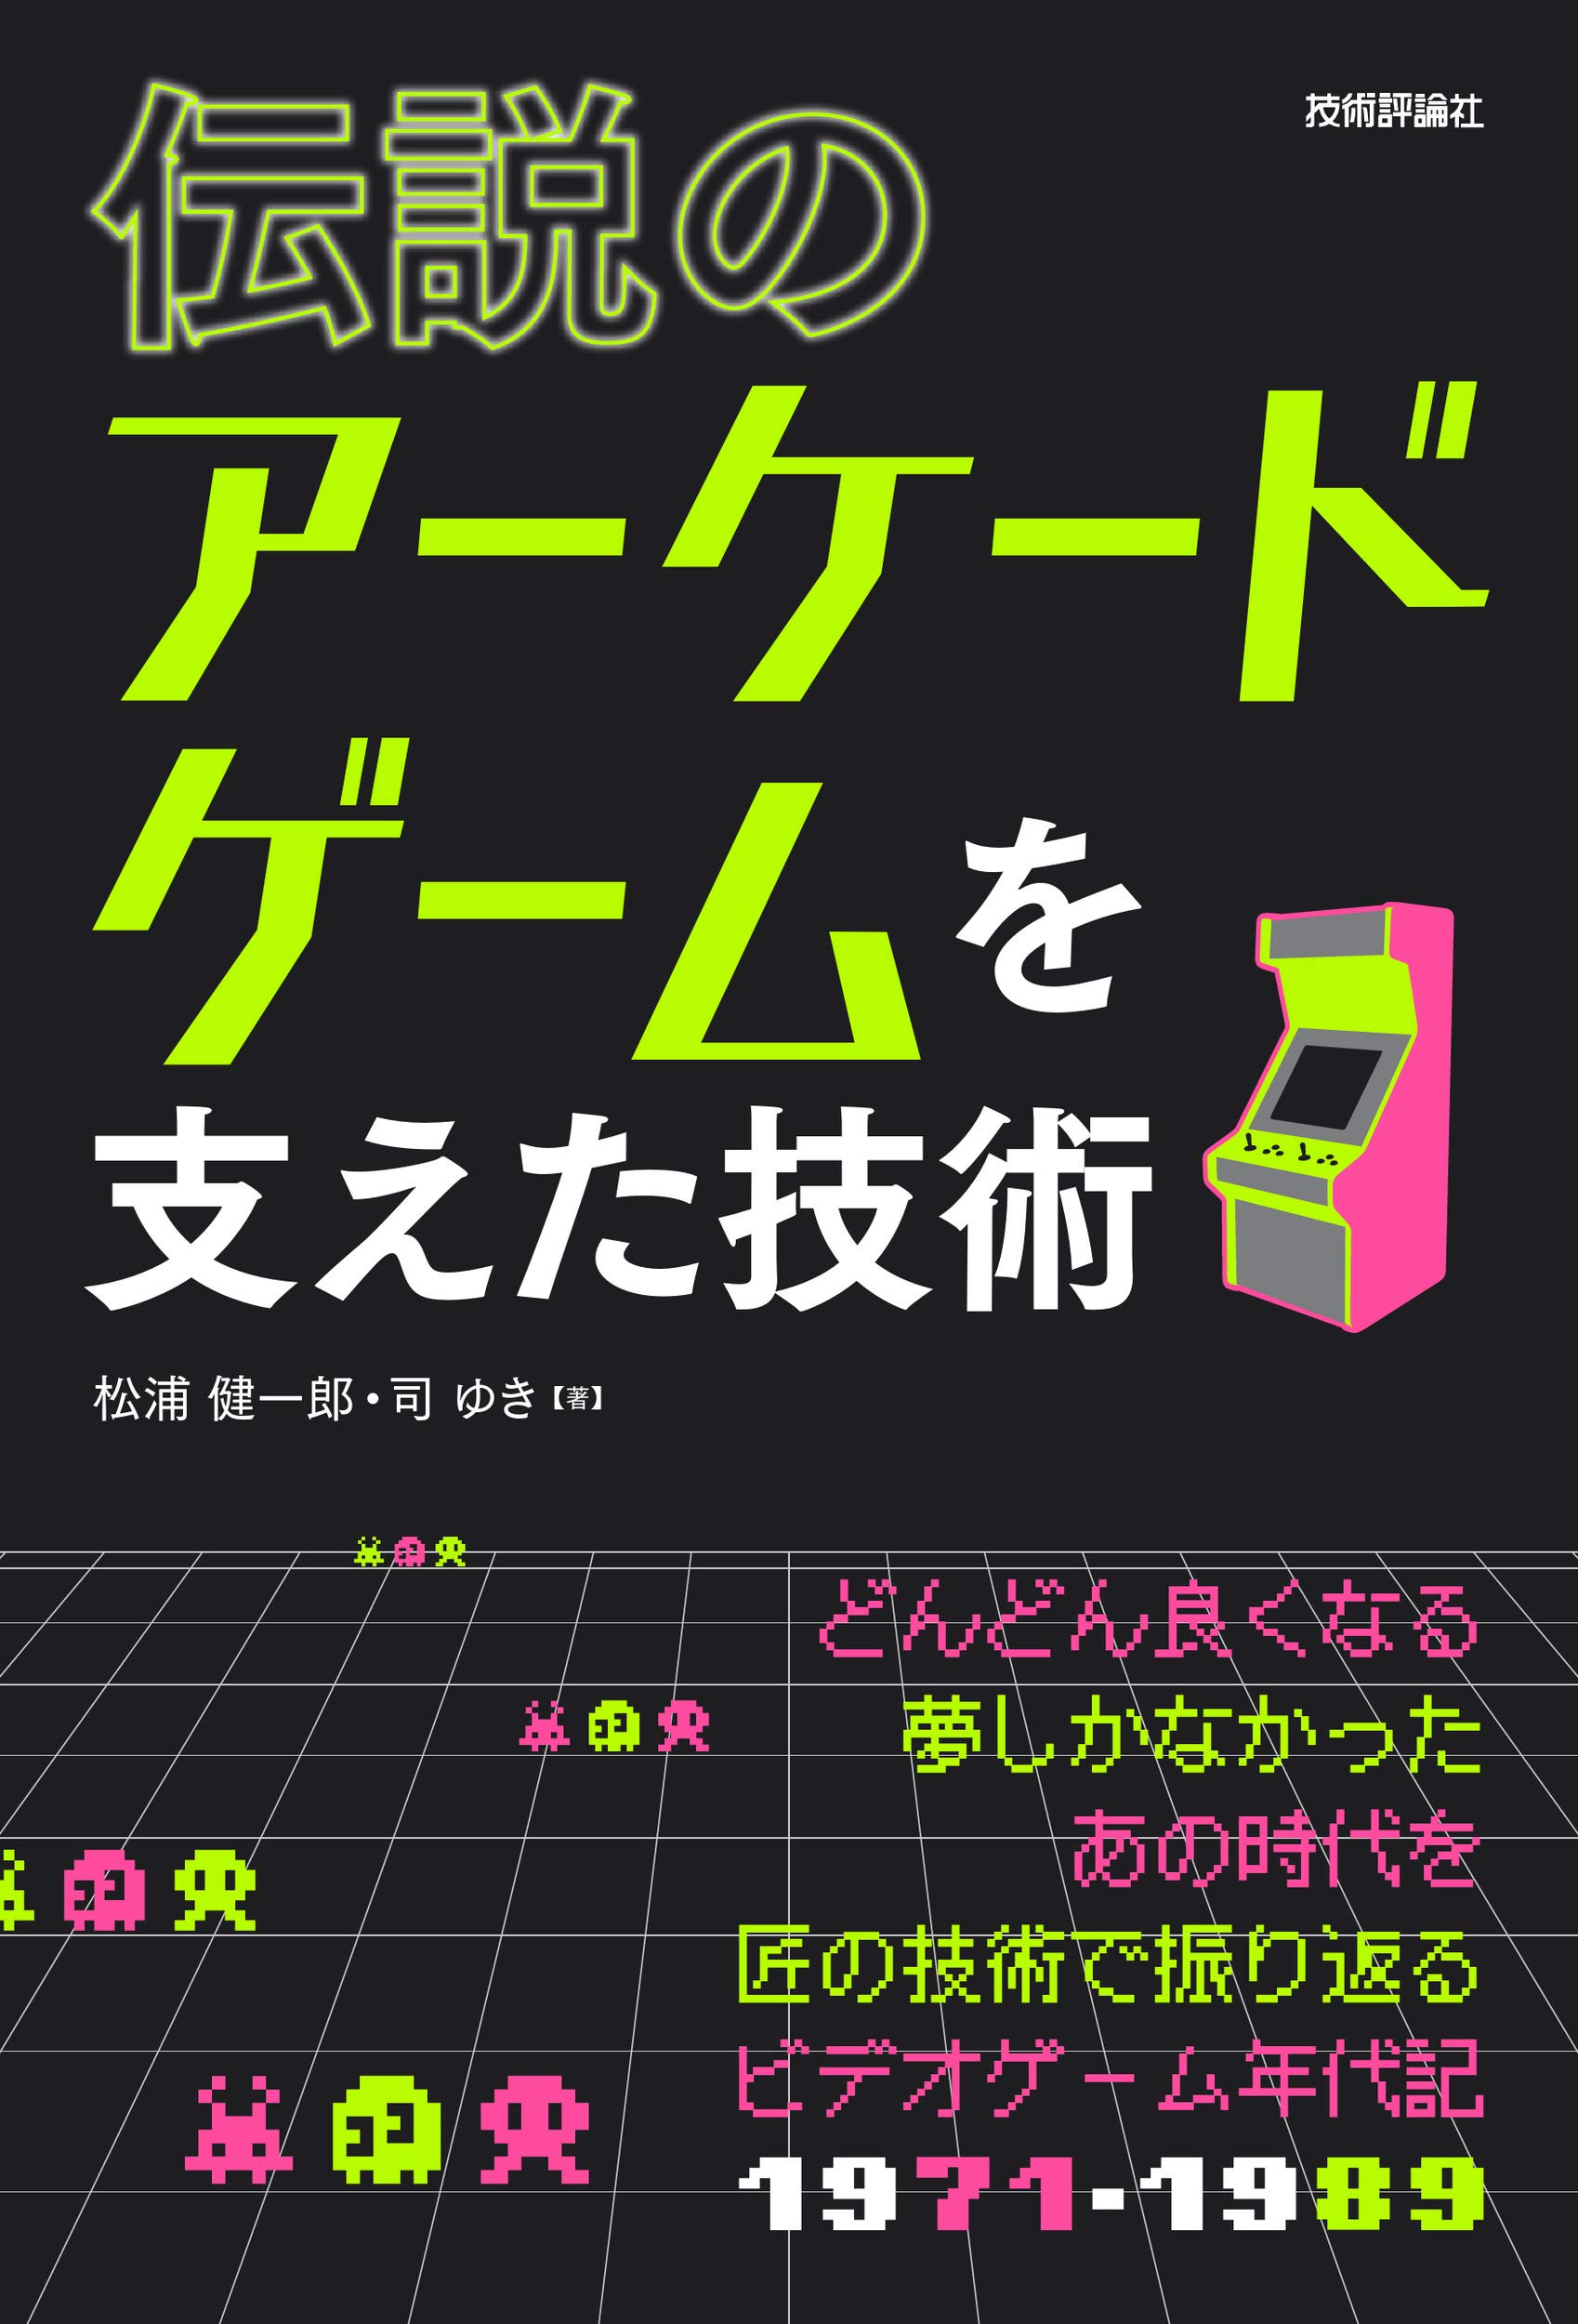 技術評論社
伝説の
アーケード
ゲームを
支えた技術
松浦 健一郎・司 ゆき【著】
どんどん良くなる
夢しかなかった
あの時代を
匠の技術で振り返る
ビデオゲーム年代記
1971-1989